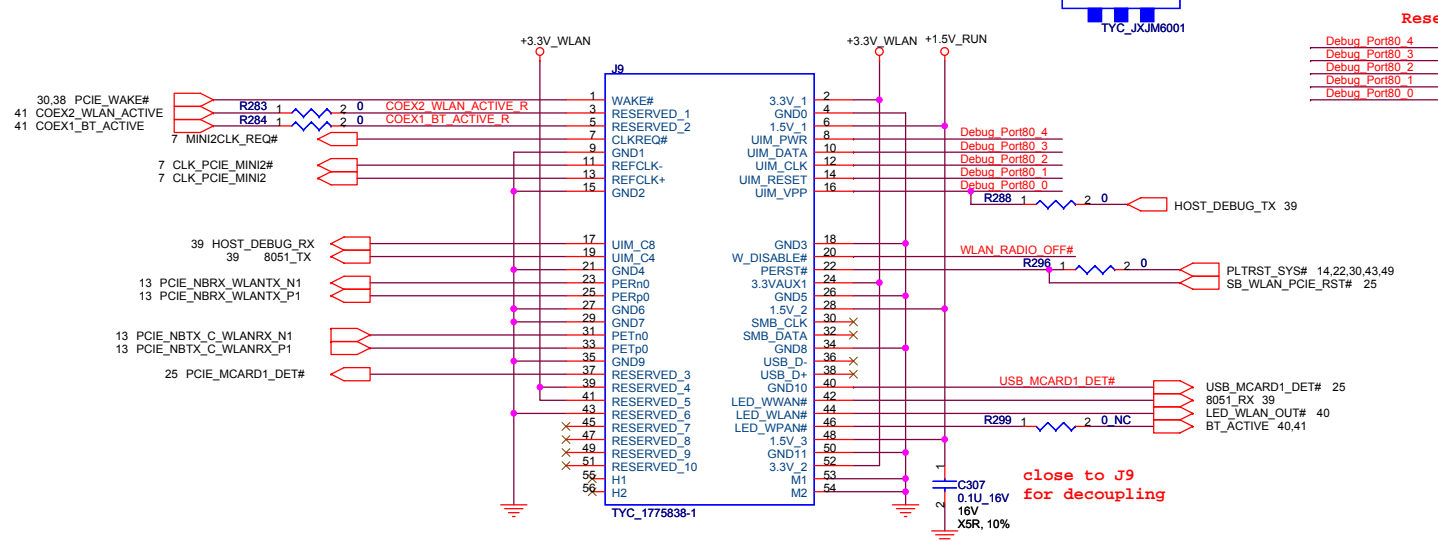 TYC_JXJM6001
Rese
Debug_Port80_4
Debug_Port80_3
Debug_Port80_2
Debug_Port80_1
Debug_Port80_0
+3.3V_WLAN
+3.3V_WLAN +1.5V_RUN
J9
30,38 PCIE_WAKE# 1 WAKE# 3.3V_1 2
41 COEX2_WLAN_ACTIVE R283 1 2 0 COEX2_WLAN_ACTIVE_R 3 RESERVED_1 GND0 4
41 COEX1_BT_ACTIVE R284 1 2 0 COEX1_BT_ACTIVE_R 5 RESERVED_2 1.5V_1 6
7 MINI2CLK_REQ# 7 CLKREQ# UIM_PWR 8 Debug_Port80_4
9 GND1 UIM_DATA 10 Debug_Port80_3
7 CLK_PCIE_MINI2# 11 REFCLK- UIM_CLK 12 Debug_Port80_2
7 CLK_PCIE_MINI2 13 REFCLK+ UIM_RESET 14 Debug_Port80_1
15 GND2 UIM_VPP 16 Debug_Port80_0
R288 1 2 0 HOST_DEBUG_TX 39
39 HOST_DEBUG_RX 17 UIM_C8 GND3 18
39 8051_TX 19 UIM_C4 W_DISABLE# 20 WLAN_RADIO_OFF#
21 GND4 PERST# 22 R296 1 2 0 PLTRST_SYS# 14,22,30,43,49
13 PCIE_NBRX_WLANTX_N1 23 PERn0 3.3VAUX1 24 SB_WLAN_PCIE_RST# 25
13 PCIE_NBRX_WLANTX_P1 25 PERp0 GND5 26
27 GND6 1.5V_2 28
29 GND7 SMB_CLK 30
13 PCIE_NBTX_C_WLANRX_N1 31 PETn0 SMB_DATA 32
13 PCIE_NBTX_C_WLANRX_P1 33 PETp0 GND8 34
35 GND9 USB_D- 36
25 PCIE_MCARD1_DET# 37 RESERVED_3 USB_D+ 38
39 RESERVED_4 GND10 40 USB_MCARD1_DET# USB_MCARD1_DET# 25
41 RESERVED_5 LED_WWAN# 42 8051_RX 39
43 RESERVED_6 LED_WLAN# 44 LED_WLAN_OUT# 40
45 RESERVED_7 LED_WPAN# 46 R299 1 2 0_NC BT_ACTIVE 40,41
47 RESERVED_8 1.5V_3 48
49 RESERVED_9 GND11 50
51 RESERVED_10 3.3V_2 52
55 H1 M1 53
56 H2 M2 54
TYC_1775838-1
1
C307
0.1U_16V
2 16V
X5R, 10%
close to J9
for decoupling